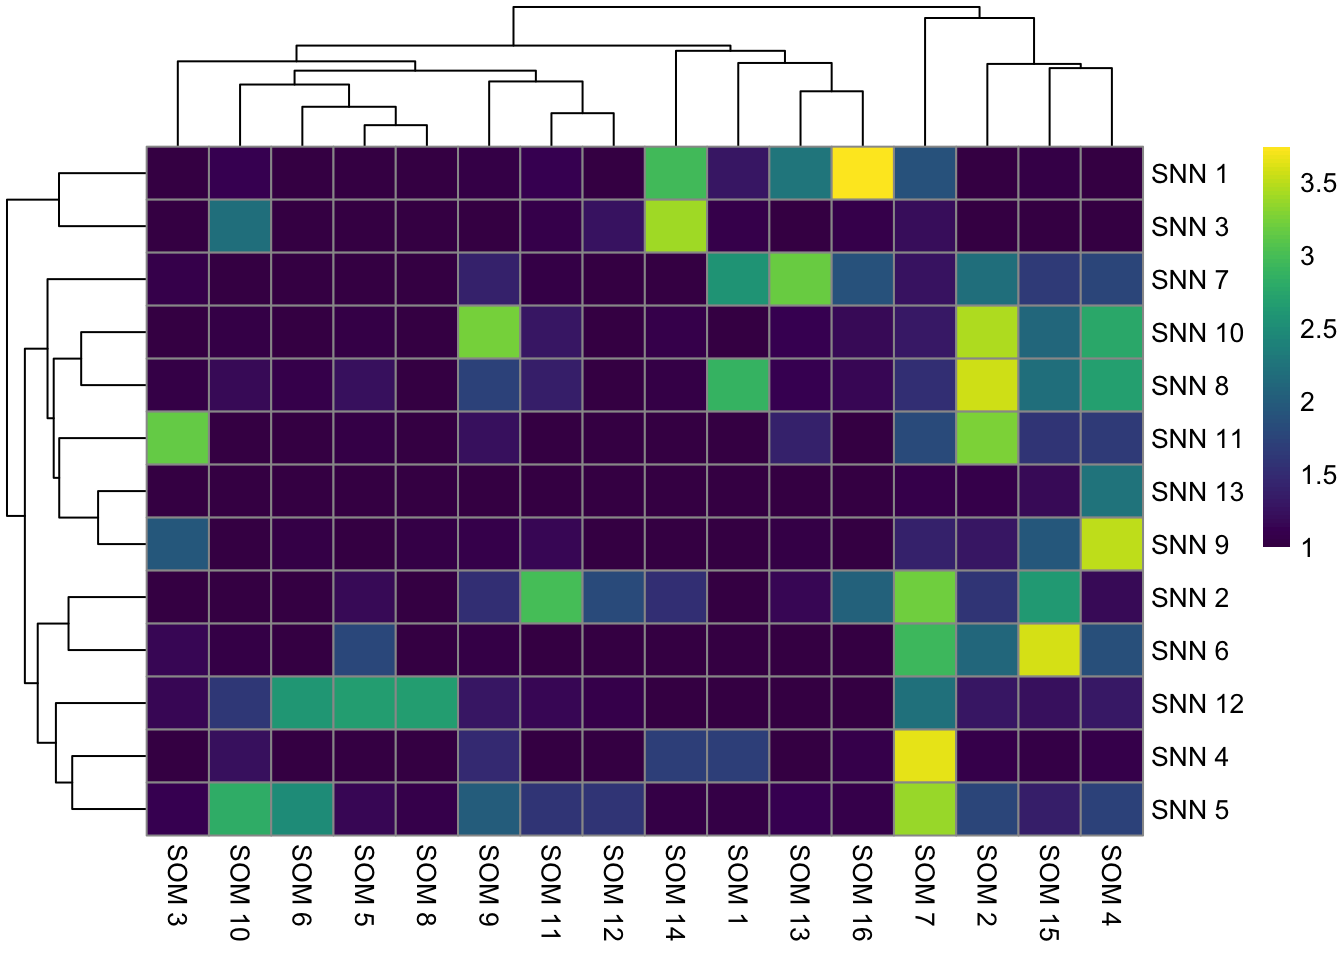 SNN 1
SNN 3
SNN 7
SNN 10
SNN 8
SNN 11
SNN 13
SNN 9
SNN 2
SNN 6
SNN 12
SNN 4
SNN 5
3.5
3
2.5
2
1.5
1
SOM 3
SOM 10
SOM 6
SOM 5
SOM 8
SOM 9
SOM 11
SOM 12
SOM 14
SOM 1
SOM 13
SOM 16
SOM 7
SOM 2
SOM 15
SOM 4